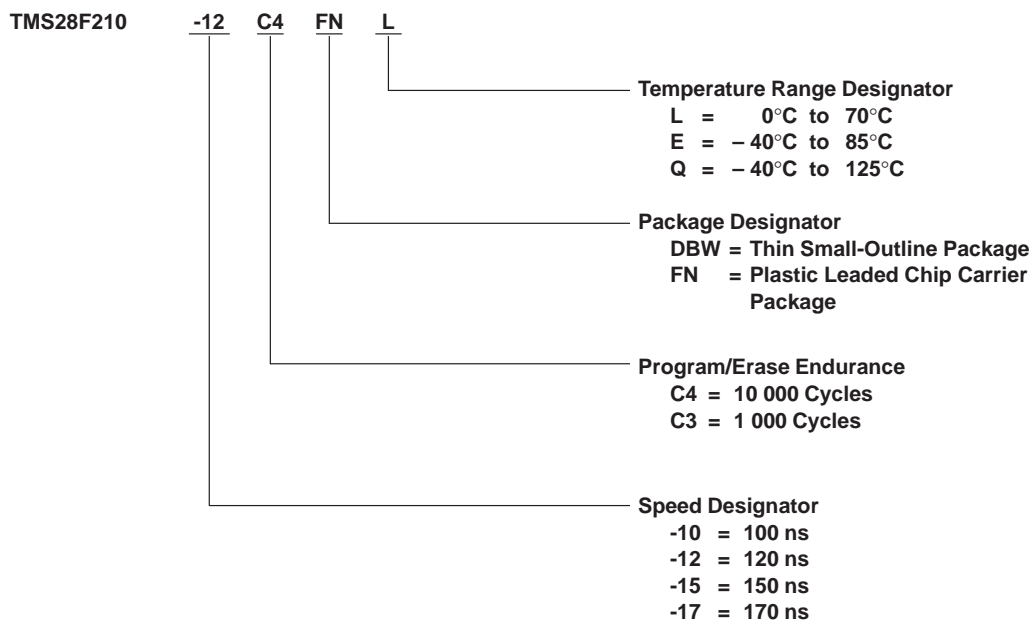 TMS28F210 -12 C4 FN L
Temperature Range Designator
L = 0°C to 70°C
E = – 40°C to 85°C
Q = – 40°C to 125°C
Package Designator
DBW = Thin Small-Outline Package
FN = Plastic Leaded Chip Carrier
Package
Program/Erase Endurance
C4 = 10 000 Cycles
C3 = 1 000 Cycles
Speed Designator
-10 = 100 ns
-12 = 120 ns
-15 = 150 ns
-17 = 170 ns